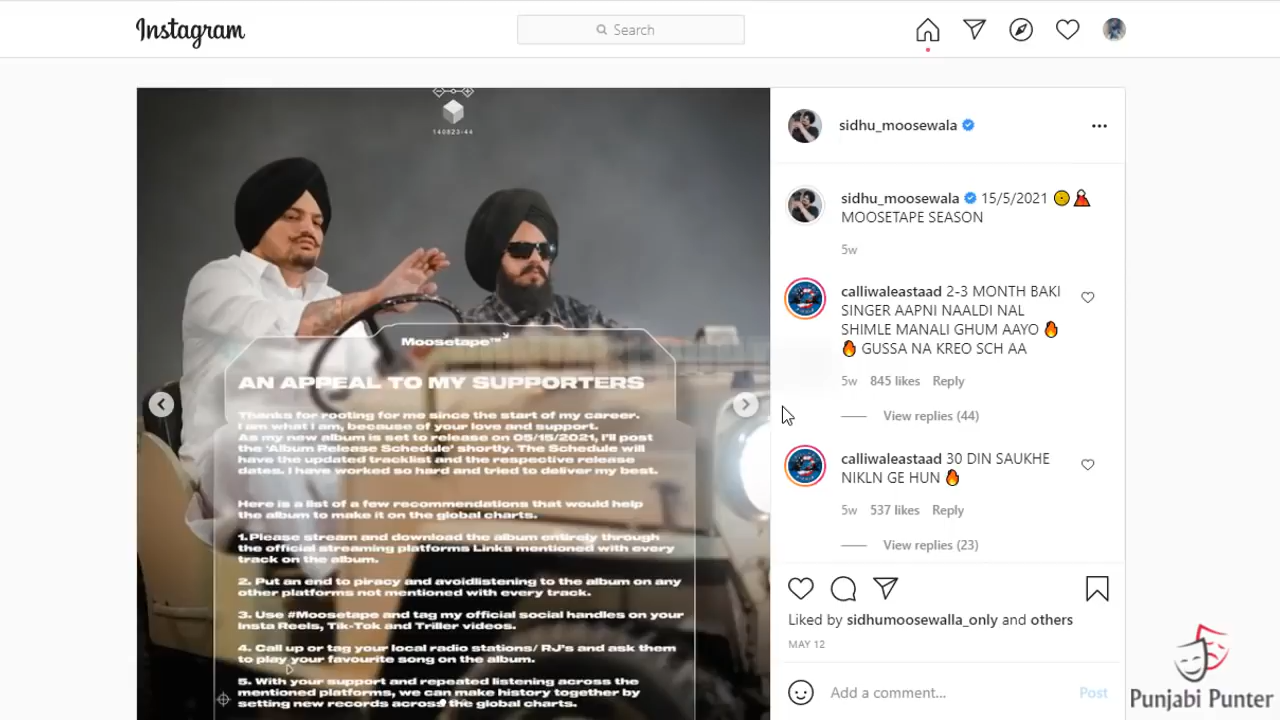 Instagram
Search
140823-44
sidhu_moosewala
sidhu_moosewala 15/5/2021
MOOSETAPE SEASON
5w
calliwaleastaad 2-3 MONTH BAKI
SINGER AAPNI NAALDI NAL
SHIMLE MANALI GHUM AAYO
GUSSA NA KREO SCH AA
5w 845 likes Reply
View replies (44)
calliwaleastaad 30 DIN SAUKHE
NIKLN GE HUN
5w 537 likes Reply
View replies (23)
Liked by sidhumoosewalla_only and others
MAY 12
Add a comment...
Post
Moosetape™
AN APPEAL TO MY SUPPORTERS
Thanks for rooting for me since the start of my career.
I am what I am, because of your love and support.
As my new album is set to release on 05/15/2021, I'll post
the 'Album Release Schedule' shortly. The Schedule will
have the updated tracklist and the respective release
dates. I have worked so hard and tried to deliver my best.
Here is a list of a few recommendations that would help
the album to make it on the global charts.
1.Please stream and download the album entirely through
the official streaming platforms Links mentioned with every
track on the album.
2. Put an end to piracy and avoidlistening to the album on any
other platforms not mentioned with every track.
3. Use #Moosetape and tag my official social handles on your
Insta Reels, Tik-Tok and Triller videos.
4. Call up or tag your local radio stations/ RJ's and ask them
to play your favourite song on the album.
5. With your support and repeated listening across the
mentioned platforms, we can make history together by
setting new records across the global charts.
Punjabi Punter